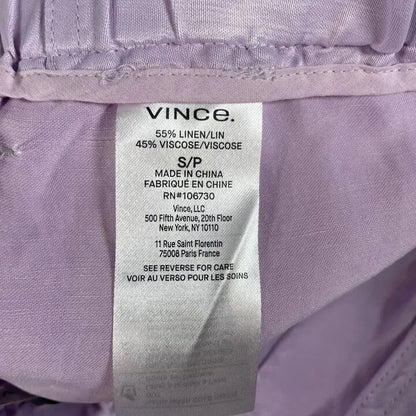 VINCE.
55% LINEN/LIN
45% VISCOSE/VISCOSE
S/P
MADE IN CHINA
FABRIQUÉ EN CHINE
RN#106730
Vince, LLC
500 Fifth Avenue, 20th Floor
New York, NY 10110
11 Rue Saint Florentin
75008 Paris France
SEE REVERSE FOR CARE
VOIR AU VERSO POUR LES SOINS